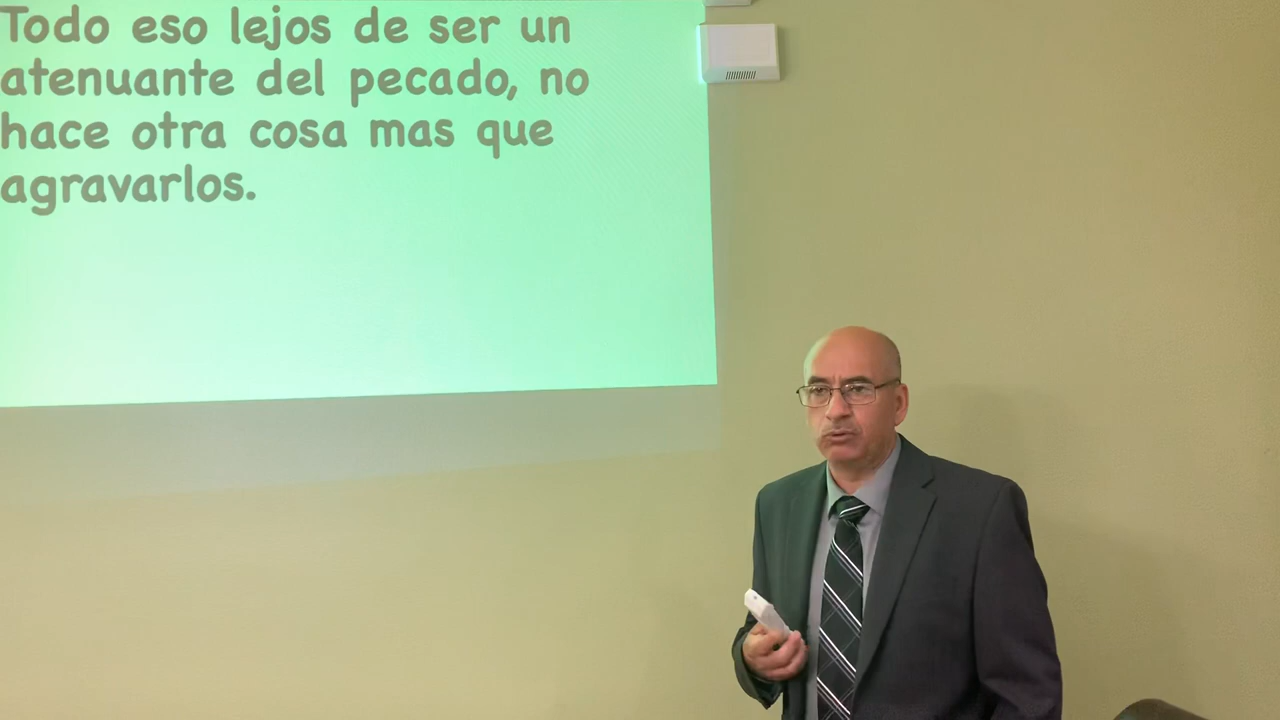 Todo eso lejos de ser un
atenuante del pecado, no
hace otra cosa mas que
agravarlos.